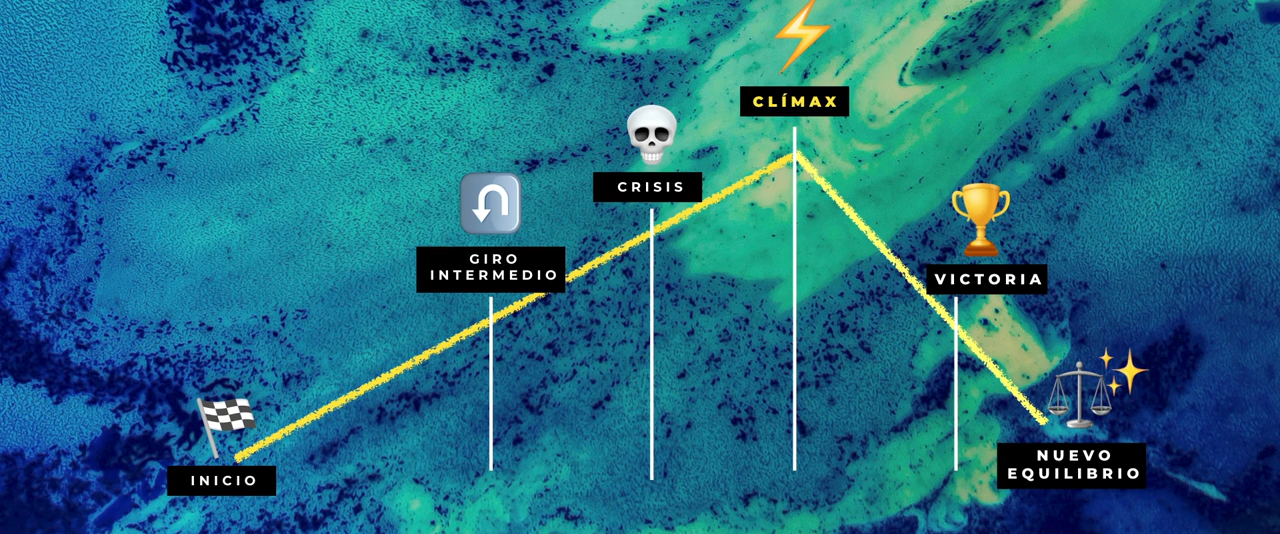 INICIO
GIRO
INTERMEDIO
CRISIS
CLÍMAX
VICTORIA
NUEVO
EQUILIBRIO